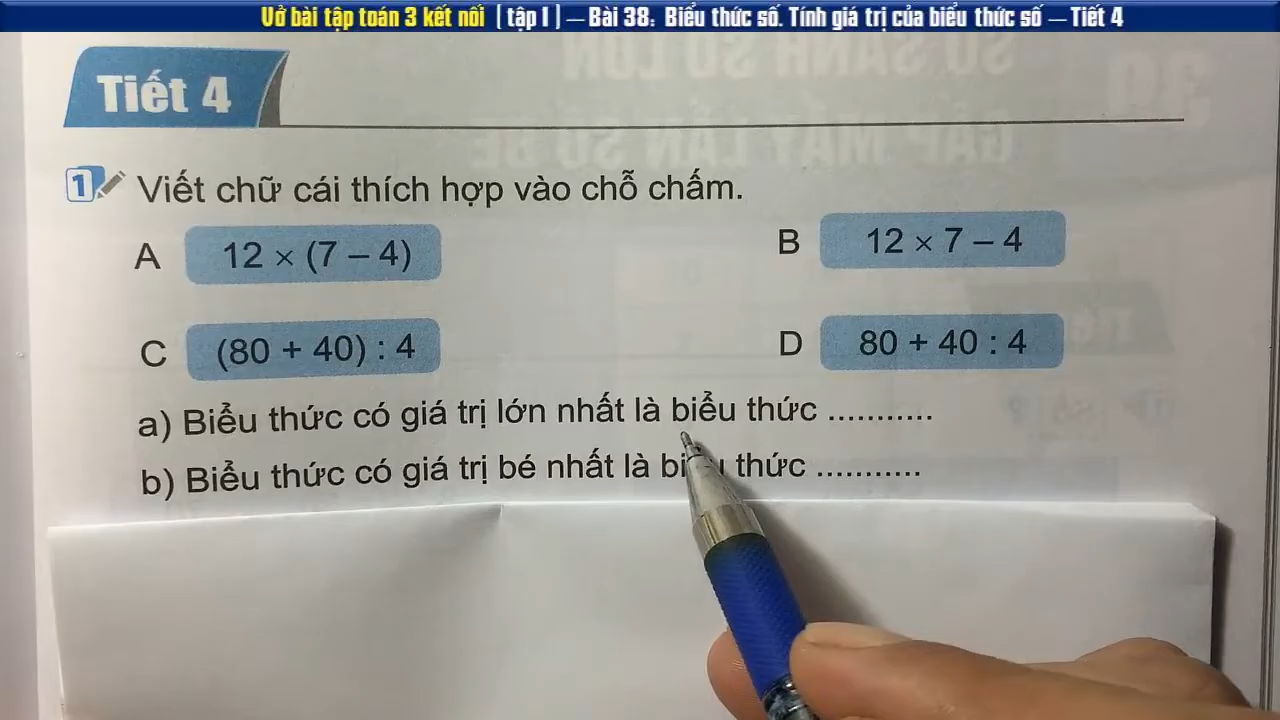 Vở bài tập toán 3 kết nối ( tập 1 ) – Bài 38: Biểu thức số. Tính giá trị của biểu thức số – Tiết 4
Tiết 4
1 Viết chữ cái thích hợp vào chỗ chấm.
A 12 × (7 – 4) B 12 × 7 – 4
C (80 + 40) : 4 D 80 + 40 : 4
a) Biểu thức có giá trị lớn nhất là biểu thức ...........
b) Biểu thức có giá trị bé nhất là biểu thức ...........